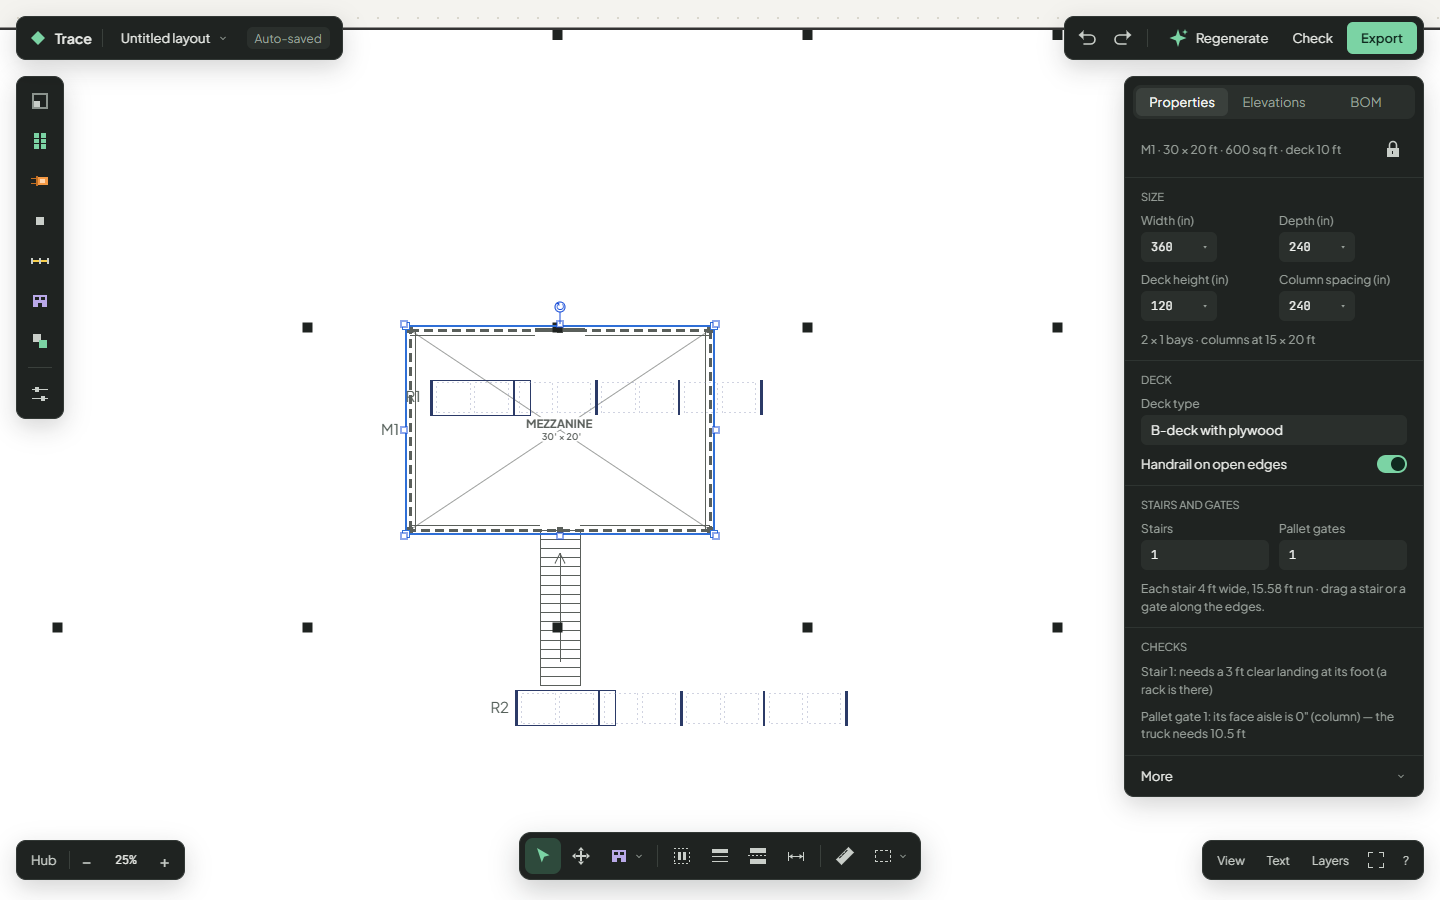 Trace
Untitled layout
Auto-saved
Regenerate
Check
Export
Properties
Elevations
BOM
M1 · 30 × 20 ft · 600 sq ft · deck 10 ft
SIZE
Width (in)
Depth (in)
360
240
Deck height (in)
Column spacing (in)
120
240
2 × 1 bays · columns at 15 × 20 ft
DECK
Deck type
B-deck with plywood
Handrail on open edges
STAIRS AND GATES
Stairs
Pallet gates
1
1
Each stair 4 ft wide, 15.58 ft run · drag a stair or a
gate along the edges.
CHECKS
Stair 1: needs a 3 ft clear landing at its foot (a
rack is there)
Pallet gate 1: its face aisle is 0" (column) — the
truck needs 10.5 ft
More
R1
M1
MEZZANINE
30' × 20'
R2
Hub
−
25%
+
View
Text
Layers
?